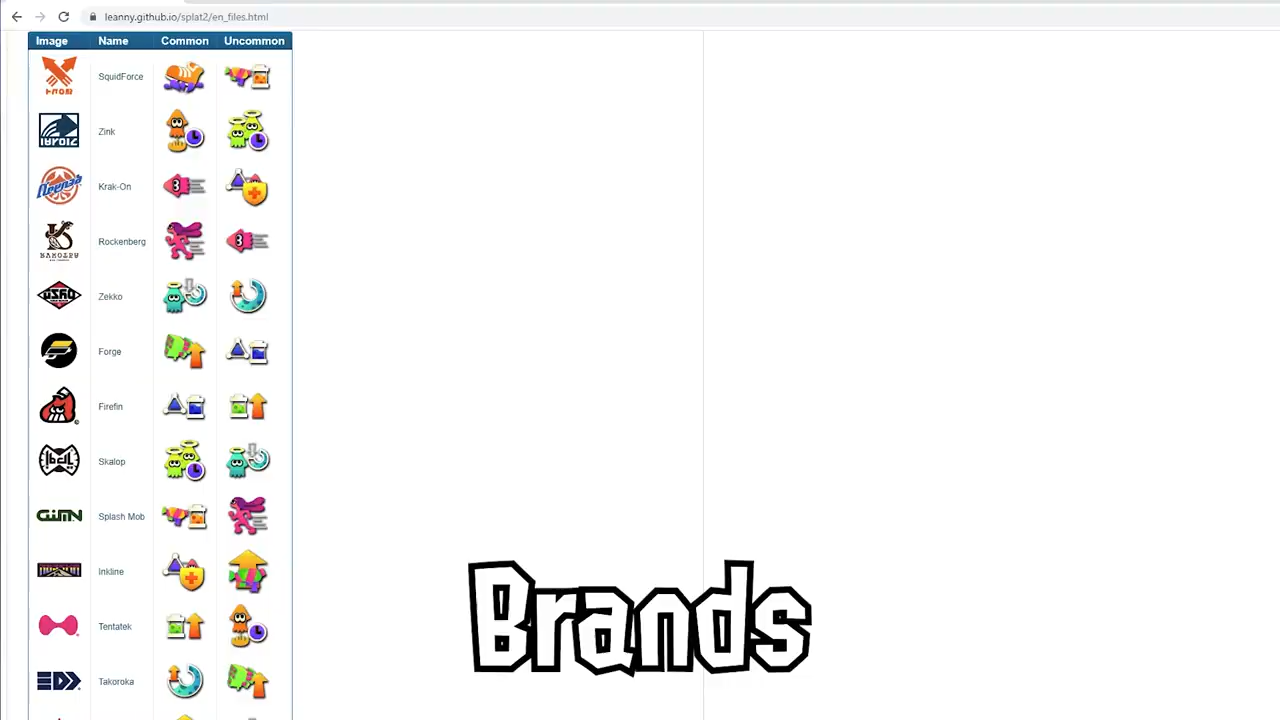 leanny.github.io/splat2/en_files.html
Image Name Common Uncommon
SquidForce
Zink
Krak-On
Rockenberg
Zekko
Forge
Firefin
Skalop
Splash Mob
Inkline
Tentatek
Takoroka
Brands